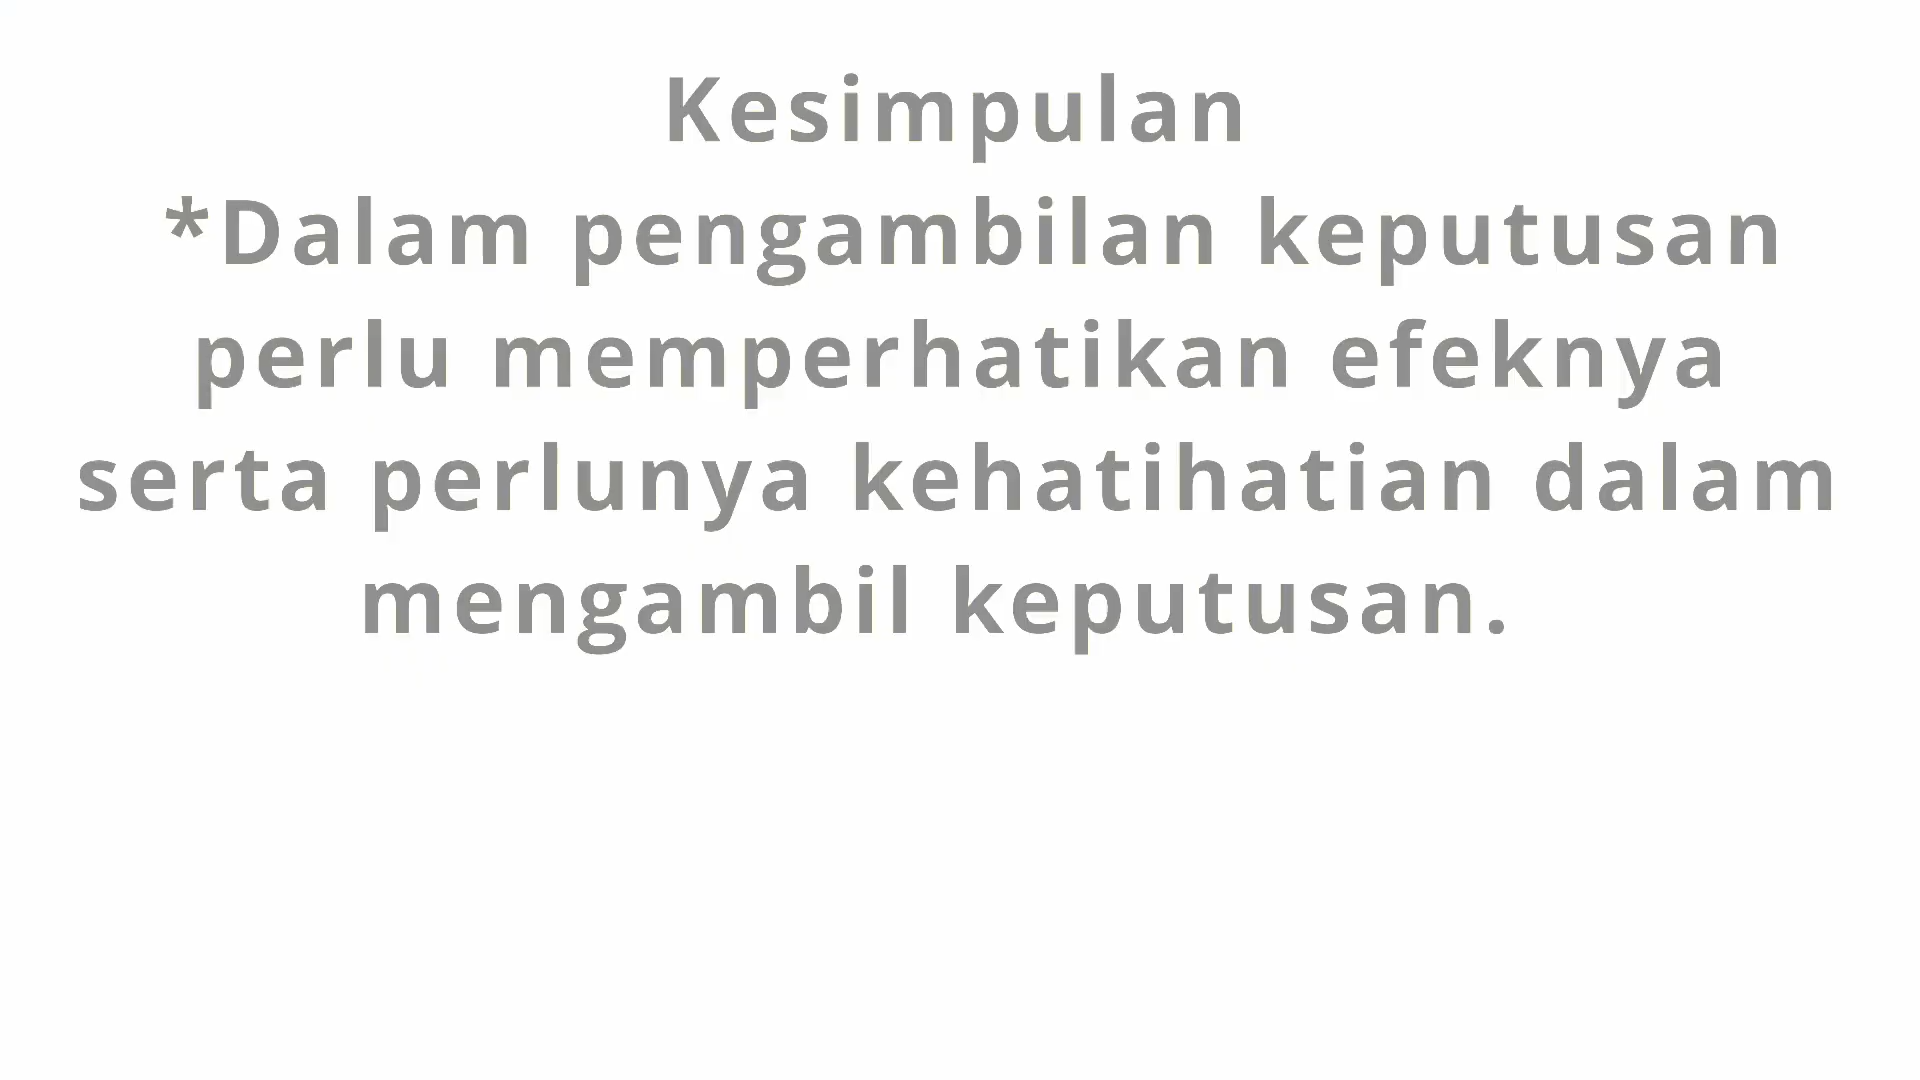 Kesimpulan
*Dalam pengambilan keputusan
perlu memperhatikan efeknya
serta perlunya kehatihatian dalam
mengambil keputusan.